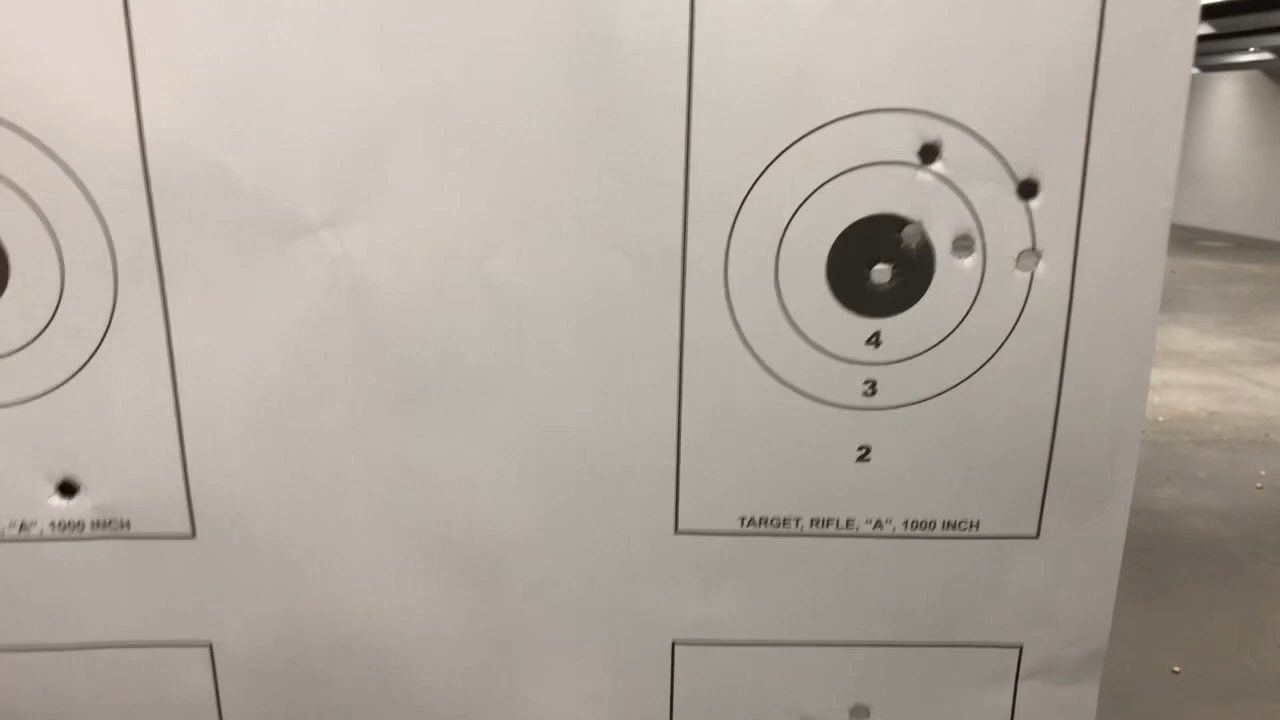 4
3
2
"A", 1000 INCH
TARGET, RIFLE, "A", 1000 INCH